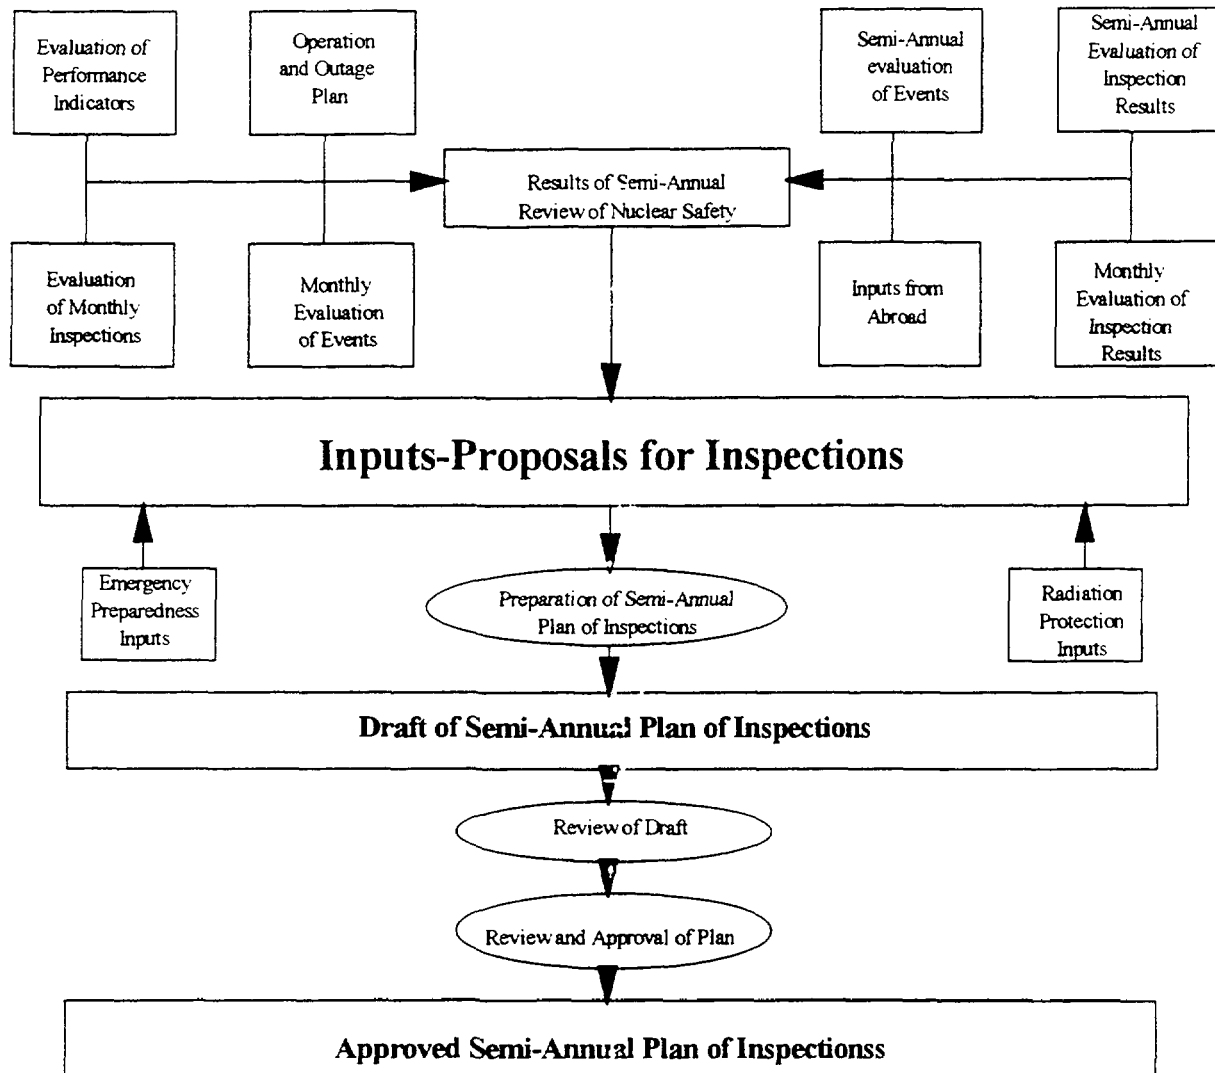 Evaluation of
Performance
Indicators
Operation
and Outage
Plan
Semi-Annual
evaluation
of Events
Semi-Annual
Evaluation of
Inspection
Results
Results of Semi-Annual
Review of Nuclear Safety
Evaluation
of Monthly
Inspections
Monthly
Evaluation
of Events
Inputs from
Abroad
Monthly
Evaluation of
Inspection
Results
Inputs-Proposals for Inspections
Emergency
Preparedness
Inputs
Preparation of Semi-Annual
Plan of Inspections
Radiation
Protection
Inputs
Draft of Semi-Annual Plan of Inspections
Review of Draft
Review and Approval of Plan
Approved Semi-Annual Plan of Inspectionss